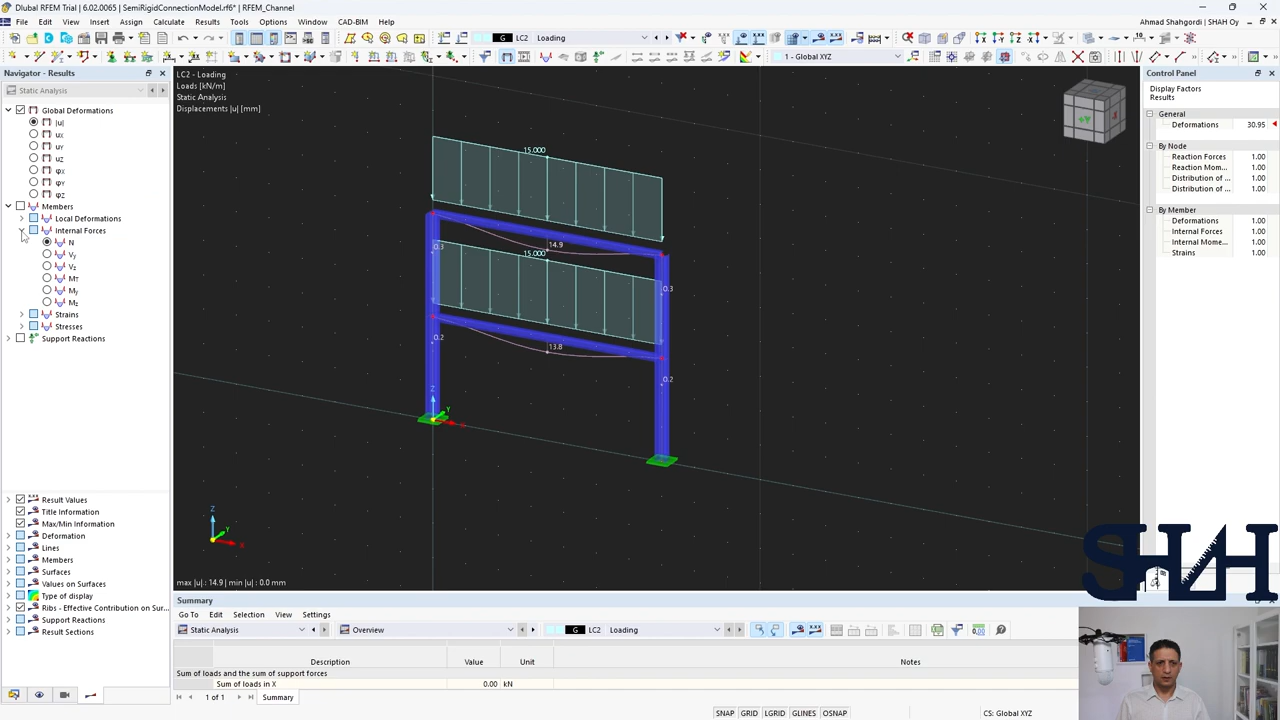 Dlubal RFEM Trial | 6.02.0065 | SemiRigidConnectionModel.rf6* | RFEM_Channel
File Edit View Insert Assign Calculate Results Tools Options Window CAD-BIM Help
Ahmad Shahgordi | SHAH Oy
G LC2 Loading
1 - Global XYZ
Navigator - Results
Static Analysis
Global Deformations
|u|
uX
uY
uZ
φX
φY
φZ
Members
Local Deformations
Internal Forces
N
Vy
Vz
MT
My
Mz
Strains
Stresses
Support Reactions
Result Values
Title Information
Max/Min Information
Deformation
Lines
Members
Surfaces
Values on Surfaces
Type of display
Ribs - Effective Contribution on Sur...
Support Reactions
Result Sections
LC2 - Loading
Loads [kN/m]
Static Analysis
Displacements |u| [mm]
15.000
14.9
0.3
15.000
0.3
13.8
0.2
0.2
Z
Y
X
Z
Y
X
+Y
max |u| : 14.9 | min |u| : 0.0 mm
Control Panel
Display Factors
Results
General
Deformations 30.95
By Node
Reaction Forces 1.00
Reaction Mom... 1.00
Distribution of ... 1.00
Distribution of ... 1.00
By Member
Deformations 1.00
Internal Forces 1.00
Internal Mome... 1.00
Strains 1.00
SHAH
Summary
Go To Edit Selection View Settings
Static Analysis Overview G LC2 Loading
Description Value Unit Notes
Sum of loads and the sum of support forces
Sum of loads in X 0.00 kN
1 of 1 Summary
SNAP GRID LGRID GLINES OSNAP CS: Global XYZ